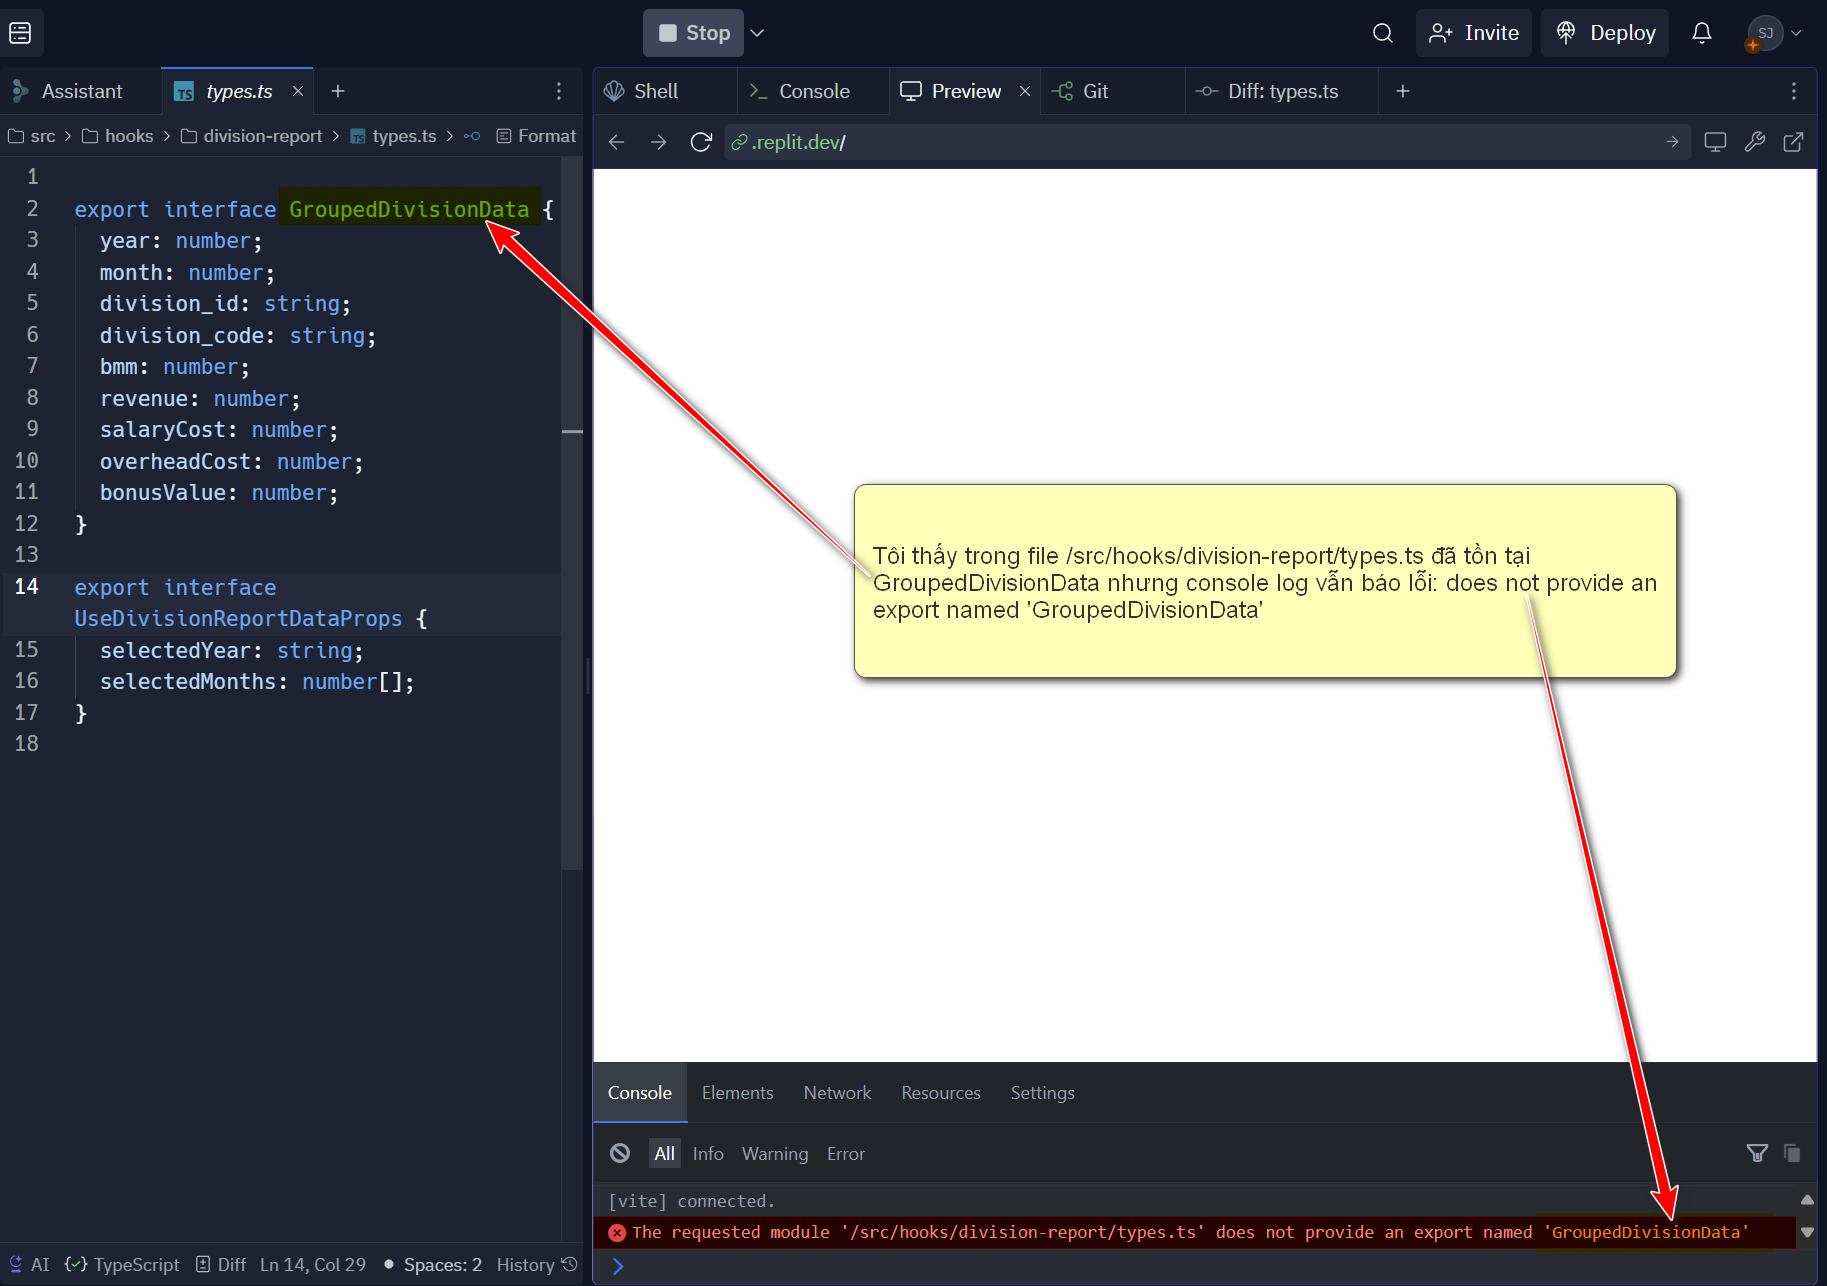 Stop
Invite
Deploy
SJ
Assistant
TS types.ts
Shell
Console
Preview
Git
Diff: types.ts
src > hooks > division-report > types.ts > Format
.replit.dev/
1
2 export interface GroupedDivisionData {
3 year: number;
4 month: number;
5 division_id: string;
6 division_code: string;
7 bmm: number;
8 revenue: number;
9 salaryCost: number;
10 overheadCost: number;
11 bonusValue: number;
12 }
13
14 export interface
UseDivisionReportDataProps {
15 selectedYear: string;
16 selectedMonths: number[];
17 }
18
Tôi thấy trong file /src/hooks/division-report/types.ts đã tồn tại
GroupedDivisionData nhưng console log vẫn báo lỗi: does not provide an
export named 'GroupedDivisionData'
Console Elements Network Resources Settings
All Info Warning Error
[vite] connected.
The requested module '/src/hooks/division-report/types.ts' does not provide an export named 'GroupedDivisionData'
AI TypeScript Diff Ln 14, Col 29 Spaces: 2 History